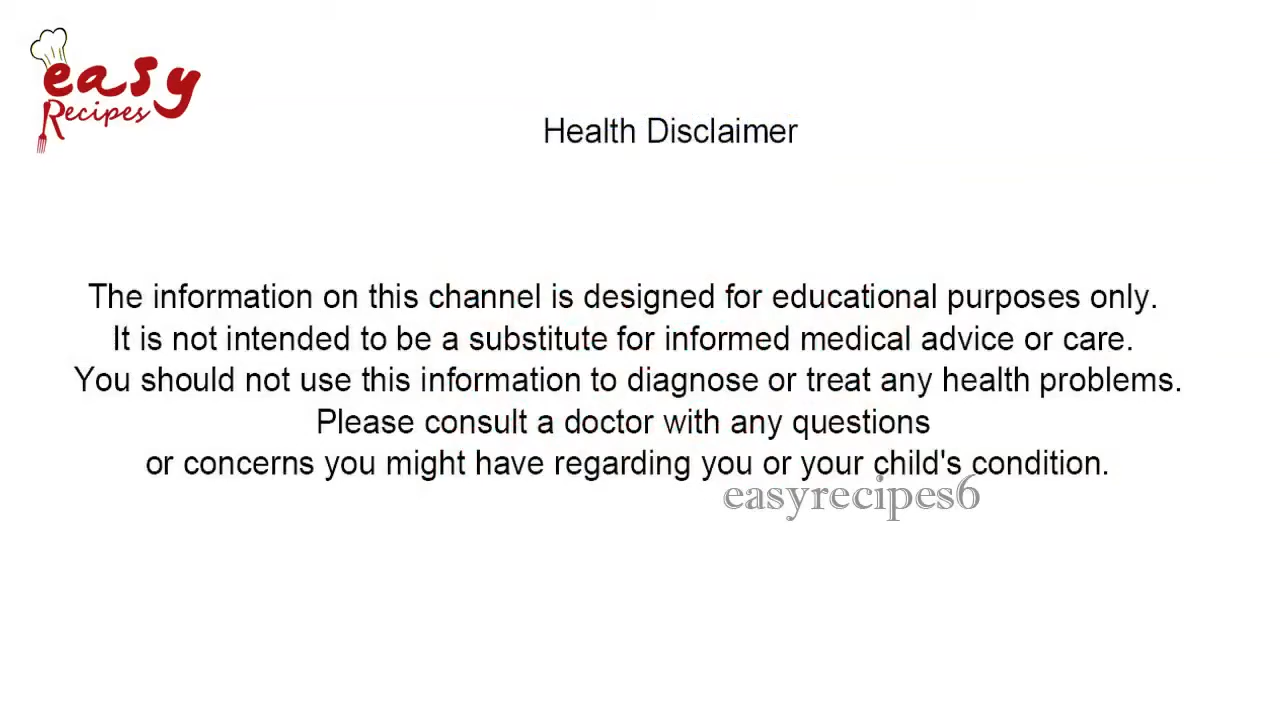 easy
Recipes
Health Disclaimer
The information on this channel is designed for educational purposes only.
It is not intended to be a substitute for informed medical advice or care.
You should not use this information to diagnose or treat any health problems.
Please consult a doctor with any questions
or concerns you might have regarding you or your child's condition.
easyrecipes6